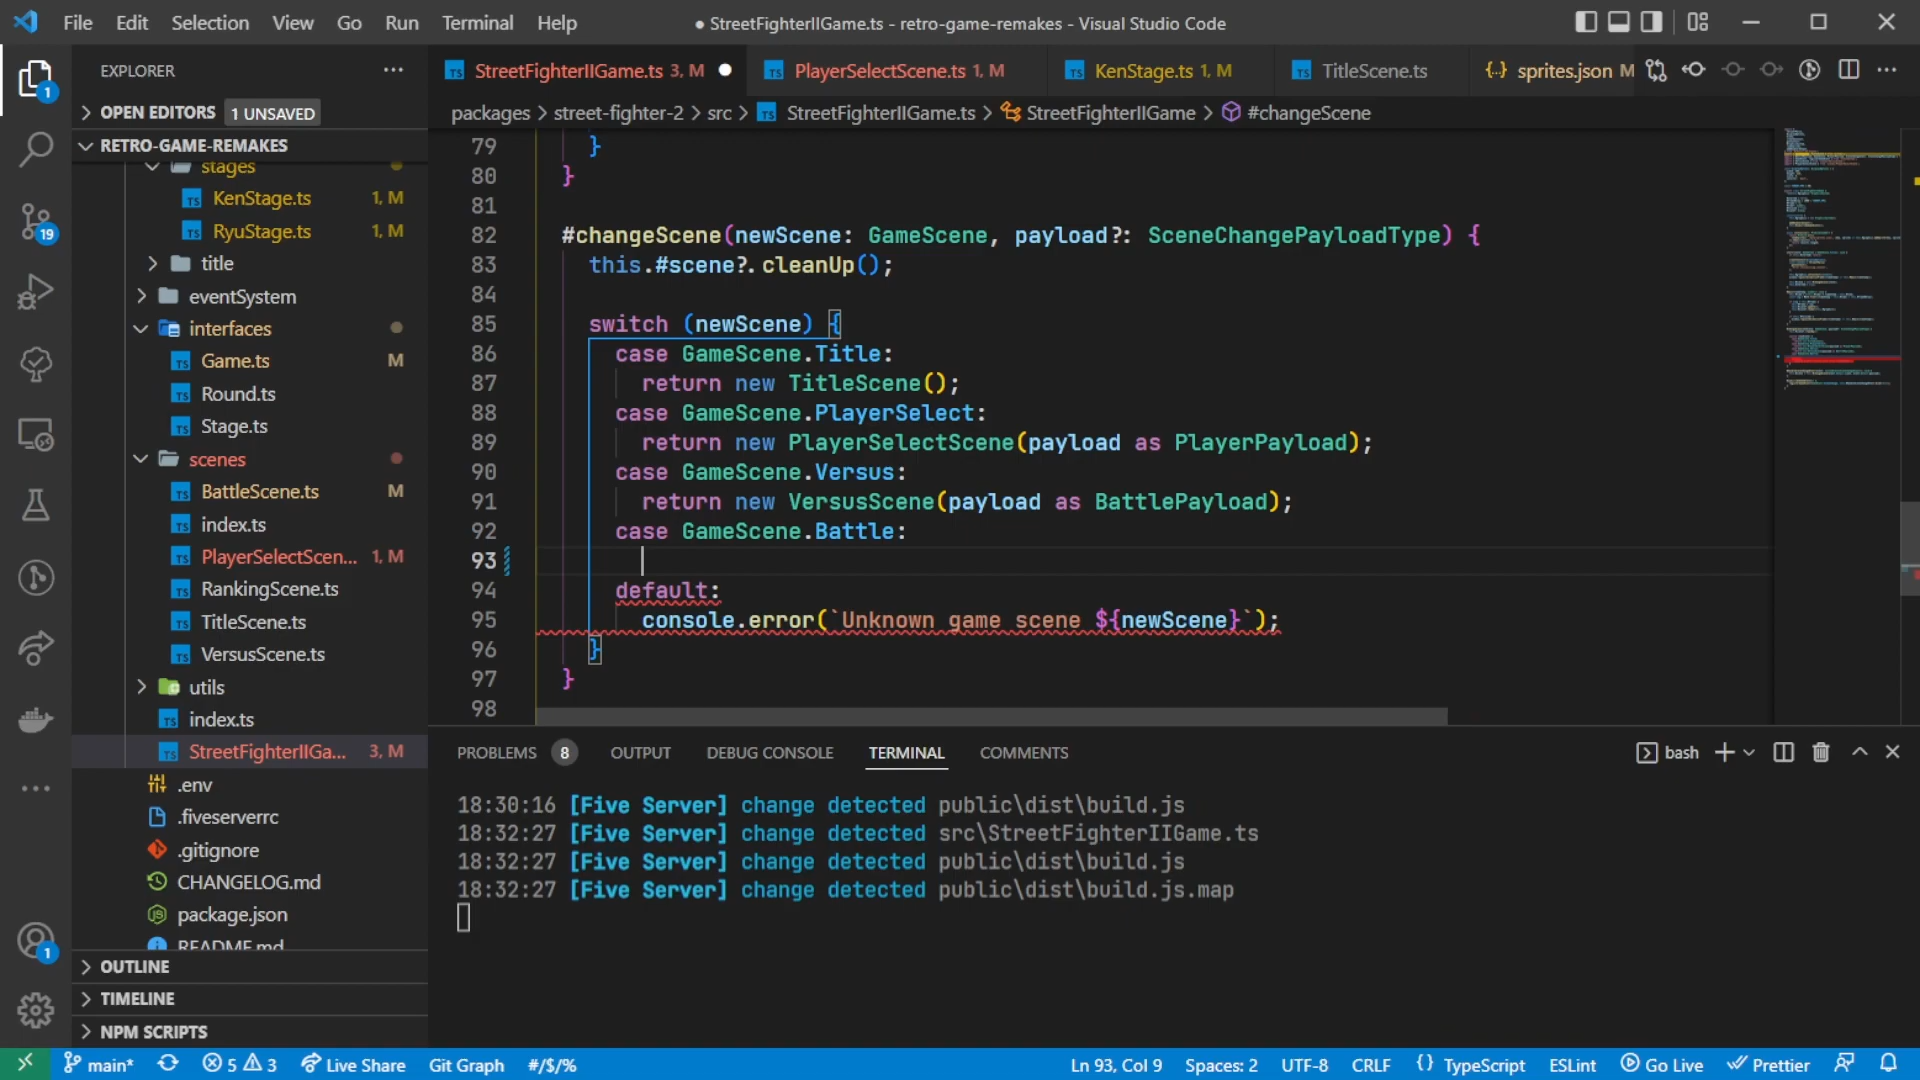 File Edit Selection View Go Run Terminal Help
● StreetFighterIIGame.ts - retro-game-remakes - Visual Studio Code
EXPLORER
OPEN EDITORS 1 UNSAVED
RETRO-GAME-REMAKES
stages
KenStage.ts 1, M
RyuStage.ts 1, M
title
eventSystem
interfaces
Game.ts M
Round.ts
Stage.ts
scenes
BattleScene.ts M
index.ts
PlayerSelectScen... 1, M
RankingScene.ts
TitleScene.ts
VersusScene.ts
utils
index.ts
StreetFighterIIGa... 3, M
.env
.fiveserverrc
.gitignore
CHANGELOG.md
package.json
README.md
OUTLINE
TIMELINE
NPM SCRIPTS
1
19
1
StreetFighterIIGame.ts 3, M
PlayerSelectScene.ts 1, M
KenStage.ts 1, M
TitleScene.ts
sprites.json M
packages > street-fighter-2 > src > StreetFighterIIGame.ts > StreetFighterIIGame > #changeScene
79 }
80 }
81
82 #changeScene(newScene: GameScene, payload?: SceneChangePayloadType) {
83 this.#scene?.cleanUp();
84
85 switch (newScene) {
86 case GameScene.Title:
87 return new TitleScene();
88 case GameScene.PlayerSelect:
89 return new PlayerSelectScene(payload as PlayerPayload);
90 case GameScene.Versus:
91 return new VersusScene(payload as BattlePayload);
92 case GameScene.Battle:
93
94 default:
95 console.error(`Unknown game scene ${newScene}`);
96 }
97 }
98
PROBLEMS 8 OUTPUT DEBUG CONSOLE TERMINAL COMMENTS
bash
18:30:16 [Five Server] change detected public\dist\build.js
18:32:27 [Five Server] change detected src\StreetFighterIIGame.ts
18:32:27 [Five Server] change detected public\dist\build.js
18:32:27 [Five Server] change detected public\dist\build.js.map
main* 5 3 Live Share Git Graph #/$/% Ln 93, Col 9 Spaces: 2 UTF-8 CRLF {} TypeScript ESLint Go Live Prettier